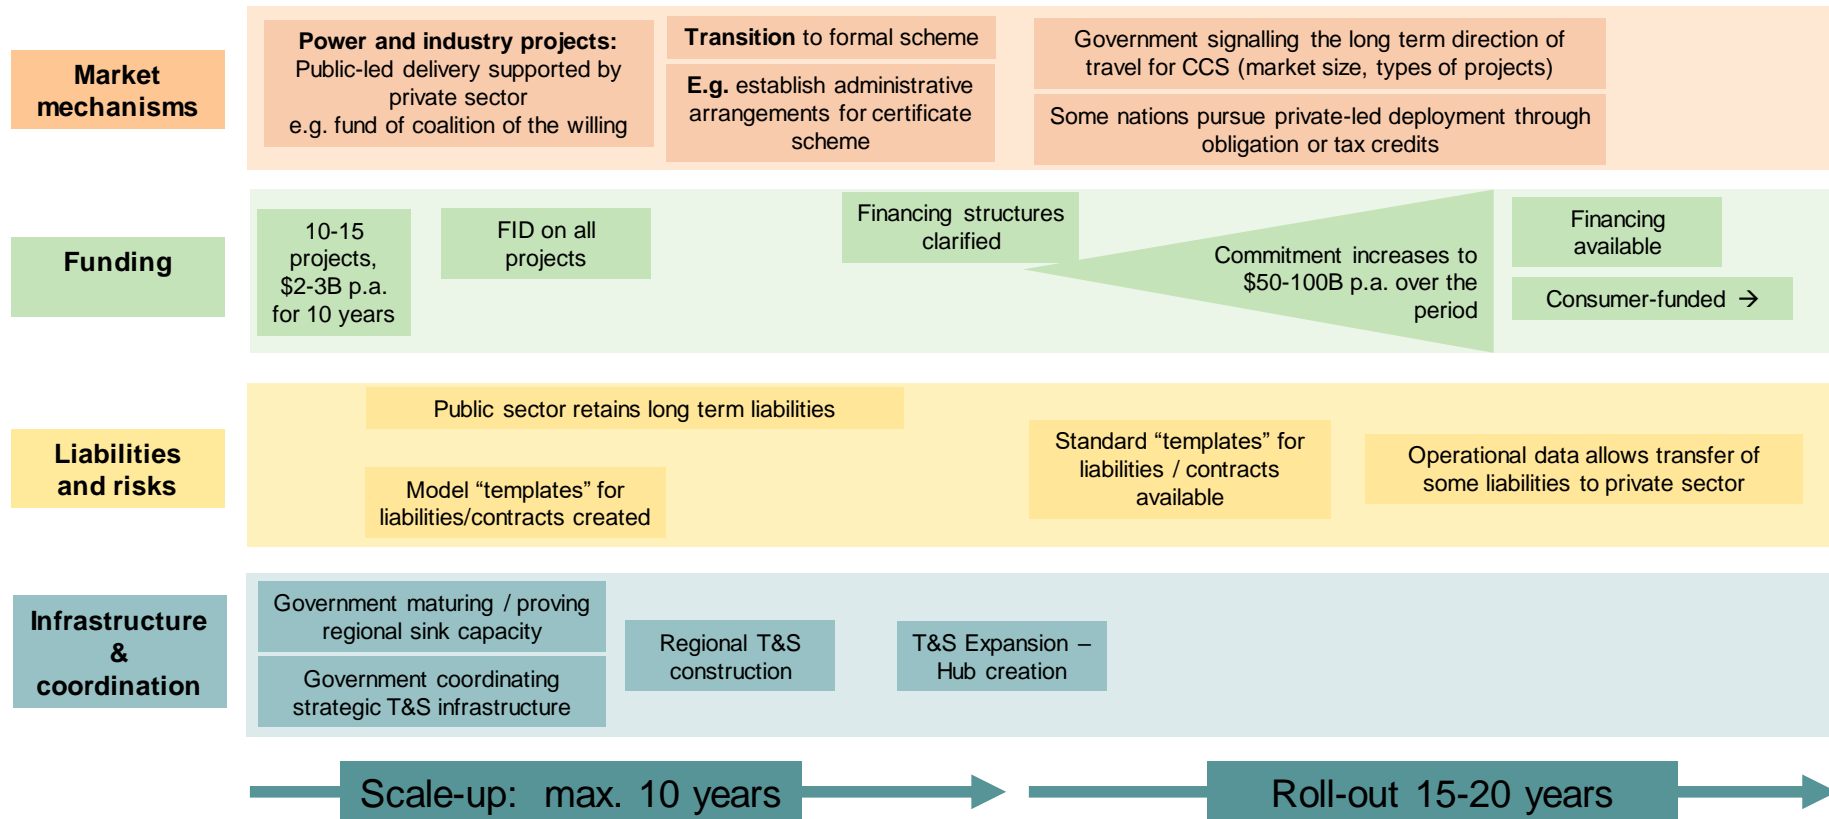 Market
mechanisms
Power and industry projects:
Public-led delivery supported by
private sector
e.g. fund of coalition of the willing
Transition to formal scheme
E.g. establish administrative
arrangements for certificate
scheme
Government signalling the long term direction of
travel for CCS (market size, types of projects)
Some nations pursue private-led deployment through
obligation or tax credits
Funding
10-15
projects,
$2-3B p.a.
for 10 years
FID on all
projects
Financing structures
clarified
Commitment increases to
$50-100B p.a. over the
period
Financing
available
Consumer-funded →
Liabilities
and risks
Public sector retains long term liabilities
Model “templates” for
liabilities/contracts created
Standard “templates” for
liabilities / contracts
available
Operational data allows transfer of
some liabilities to private sector
Infrastructure
&
coordination
Government maturing / proving
regional sink capacity
Government coordinating
strategic T&S infrastructure
Regional T&S
construction
T&S Expansion –
Hub creation
Scale-up: max. 10 years
Roll-out 15-20 years